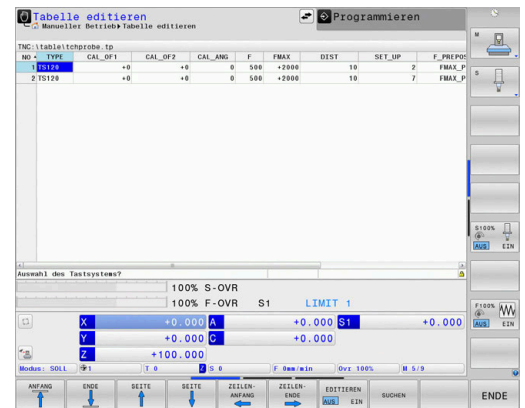 Tabelle editieren
Programmieren
Manueller Betrieb▸Tabelle editieren
TNC:\table\tchprobe.tp
NO TYPE CAL_OF1 CAL_OF2 CAL_ANG F FMAX DIST SET_UP F_PREPOS
1 TS120 +0 +0 0 500 +2000 10 2 FMAX_P
2 TS120 +0 +0 0 500 +2000 10 7 FMAX_P
Auswahl des Tastsystems?
100% S-OVR
100% F-OVR S1 LIMIT 1
X +0.000 A +0.000 S1 +0.000
Y +0.000 C +0.000
Z +100.000
Modus: SOLL 1 T 0 Z S 0 F 0mm/min Ovr 100% M 5/9
ANFANG
ENDE
SEITE
SEITE
ZEILEN-
ANFANG
ZEILEN-
ENDE
EDITIEREN
AUS EIN
SUCHEN
ENDE
M
S
S100%
AUS EIN
F100%
AUS EIN